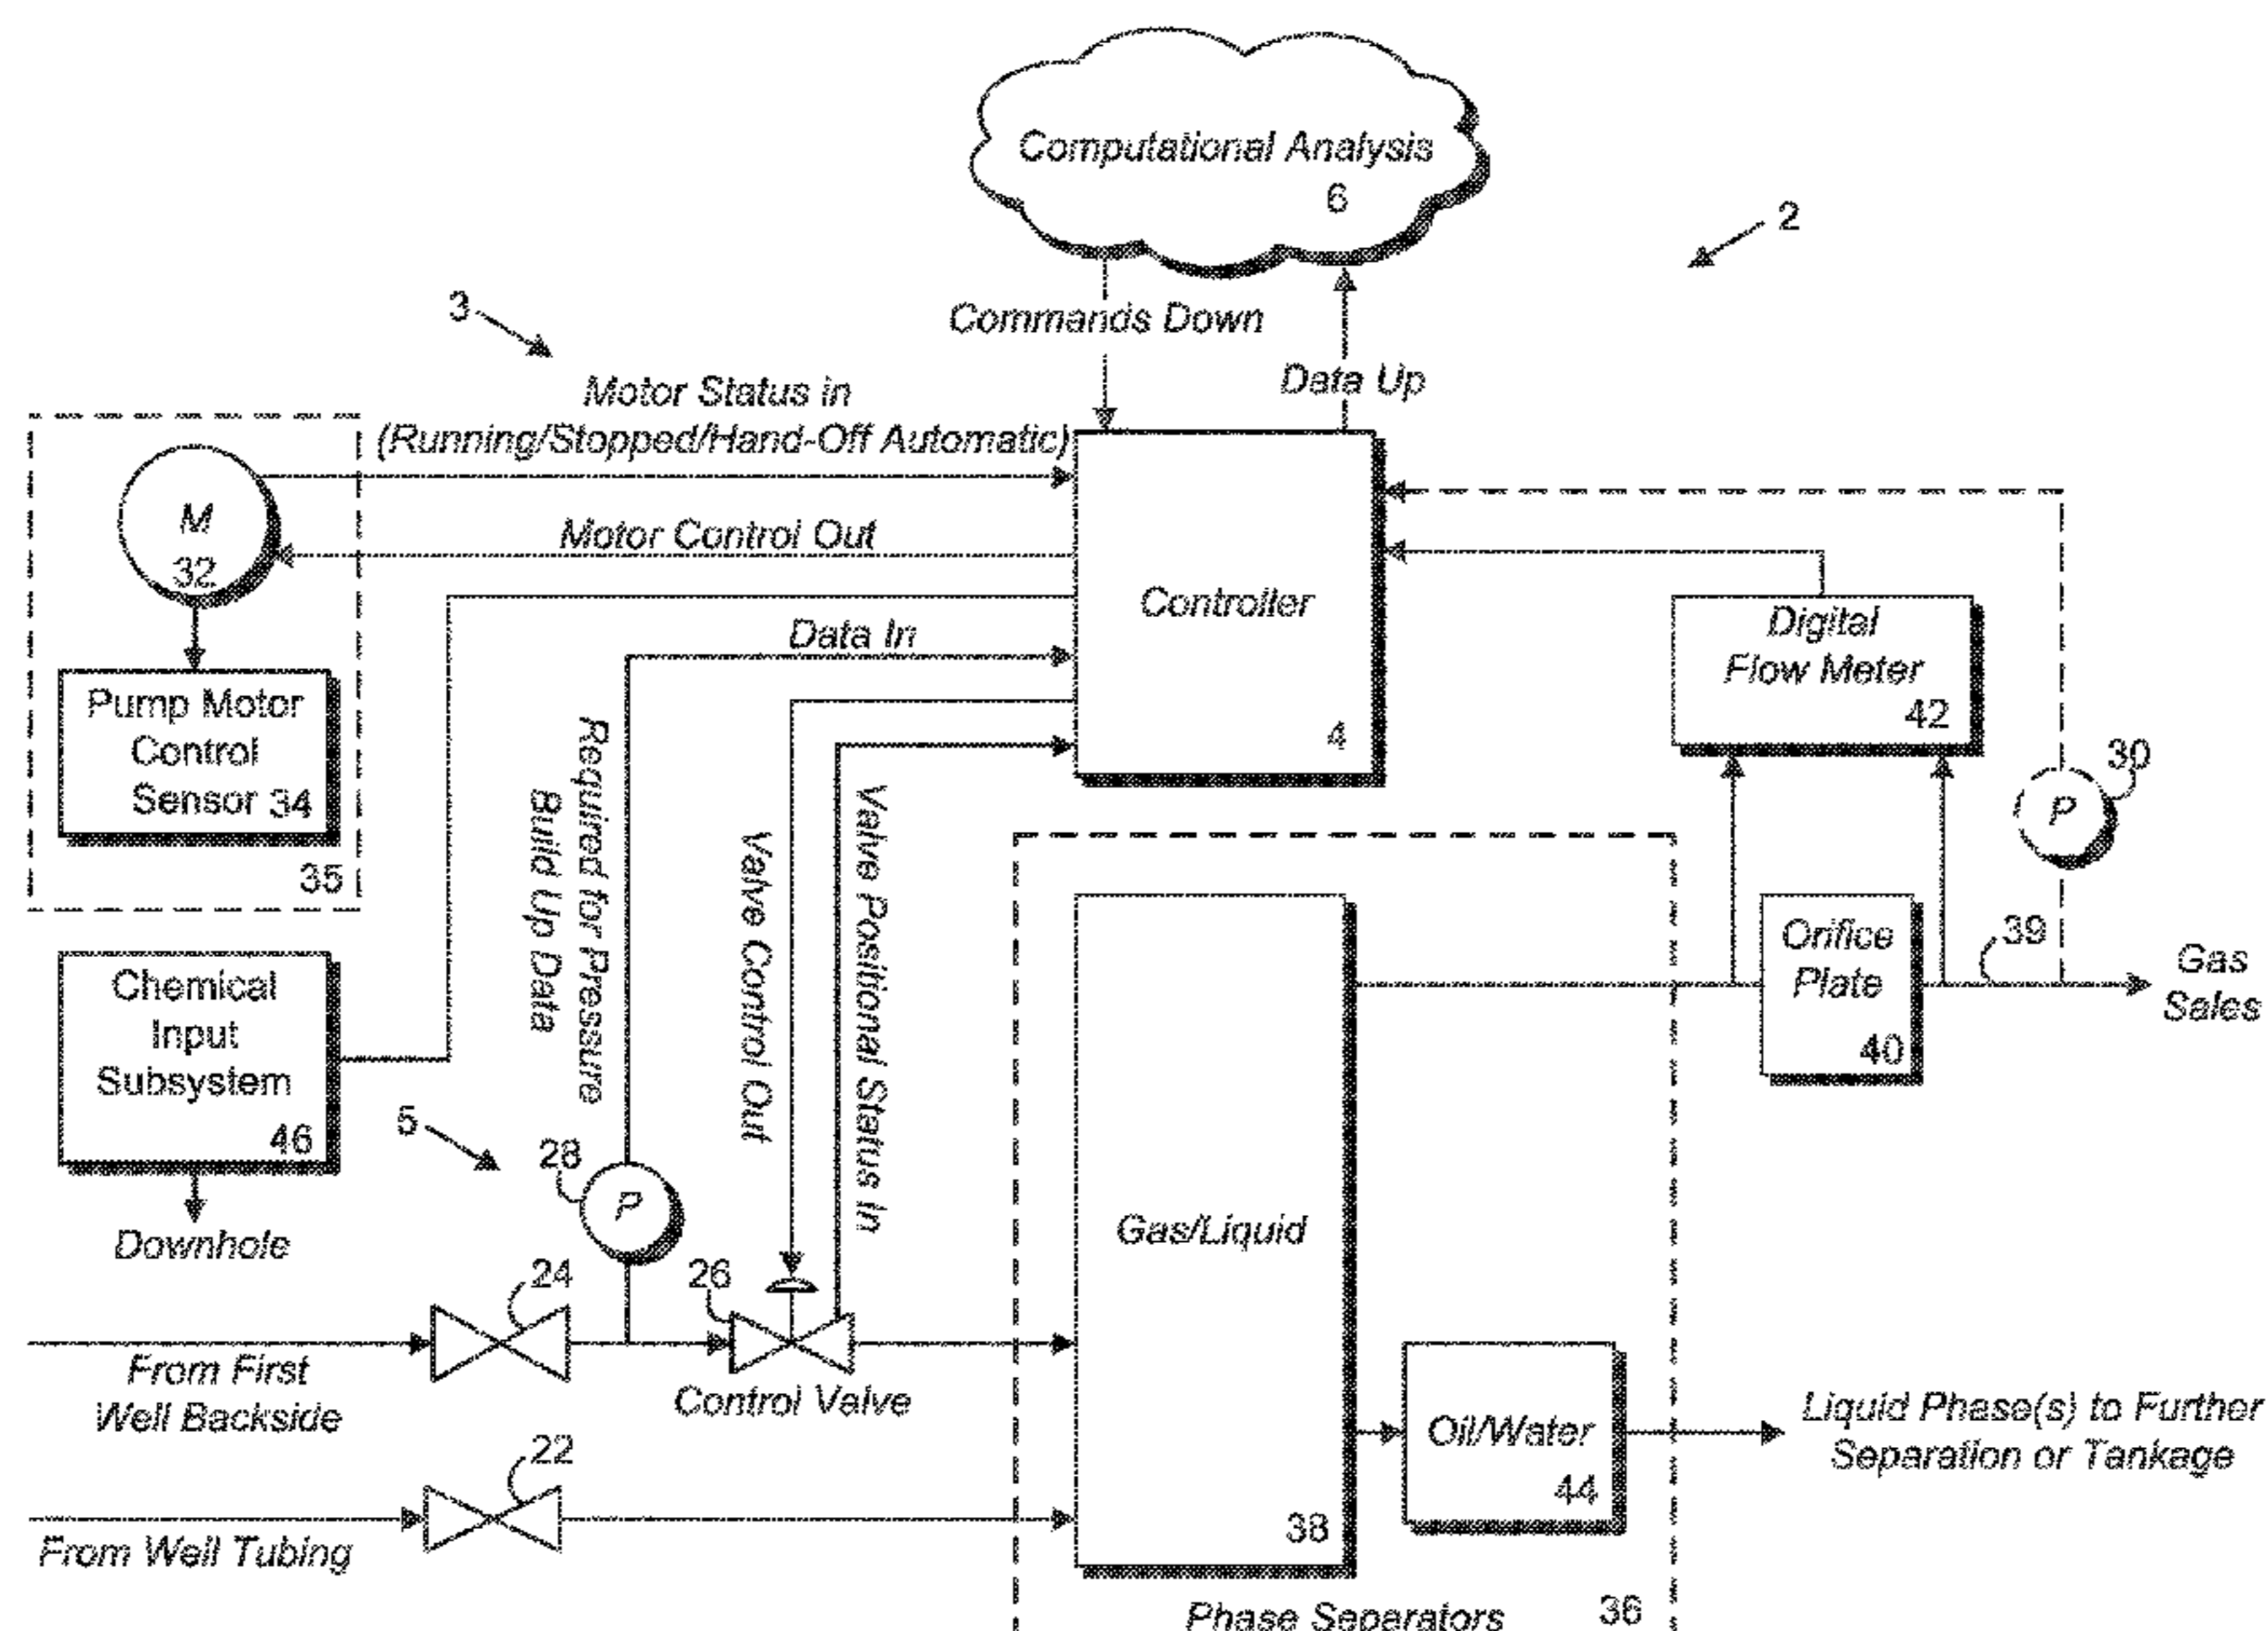 Computational Analysis
6
2
3
Commands Down
Data Up
Motor Status in
(Running/Stopped/Hand-Off Automatic)
M
32
Motor Control Out
Controller
4
Data In
Digital
Flow Meter
42
Pump Motor
Control
Sensor 34
35
Required for Pressure
Build Up Data
Valve Control Out
Valve Positional Status In
30
P
Orifice
Plate
40
39
Gas
Sales
Chemical
Input
Subsystem
46
Downhole
5
28
P
24
26
Gas/Liquid
38
From First
Well Backside
Control Valve
22
From Well Tubing
Oil/Water
44
Liquid Phase(s) to Further
Separation or Tankage
Phase Separators
36